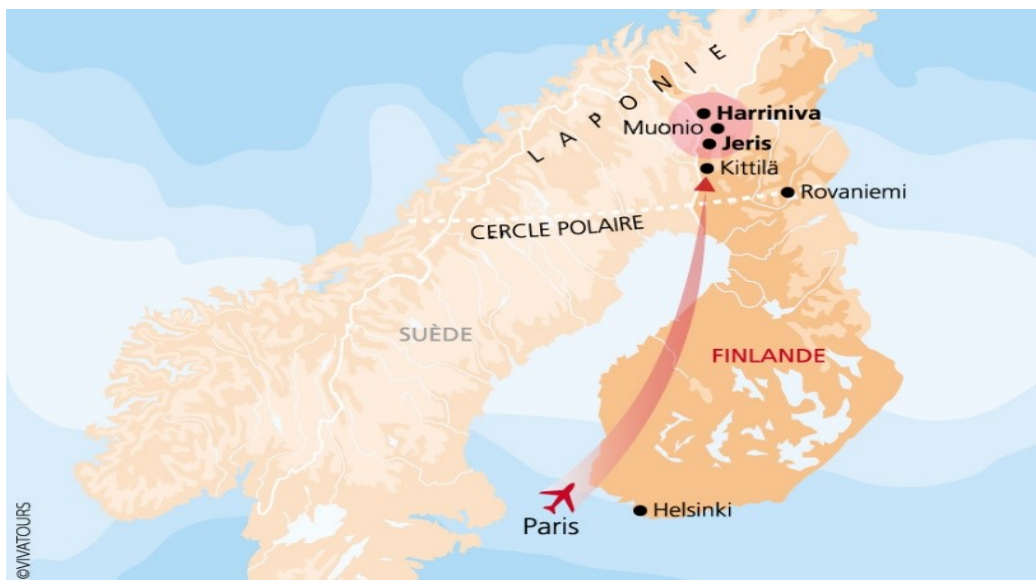 LAPONIE
Harriniva
Muonio
Jeris
Kittilä
Rovaniemi
CERCLE POLAIRE
SUÈDE
FINLANDE
Paris
Helsinki
©VIVATOURS